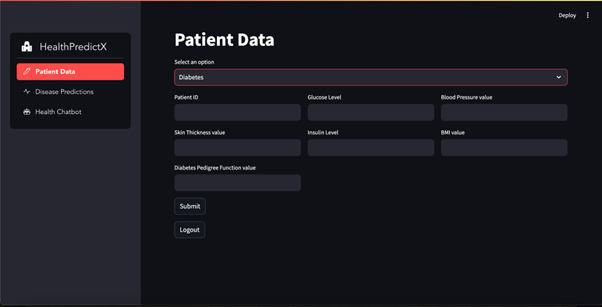 Deploy
HealthPredictX
Patient Data
Disease Predictions
Health Chatbot
Patient Data
Select an option
Diabetes
Patient ID Glucose Level Blood Pressure value
Skin Thickness value Insulin Level BMI value
Diabetes Pedigree Function value
Submit
Logout